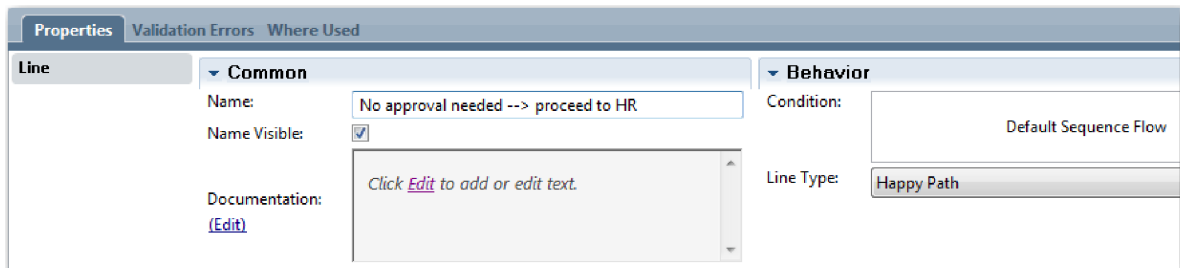 Properties Validation Errors Where Used
Line
Common
Name: No approval needed --> proceed to HR
Name Visible:
Documentation:
(Edit)
Click Edit to add or edit text.
Behavior
Condition: Default Sequence Flow
Line Type: Happy Path